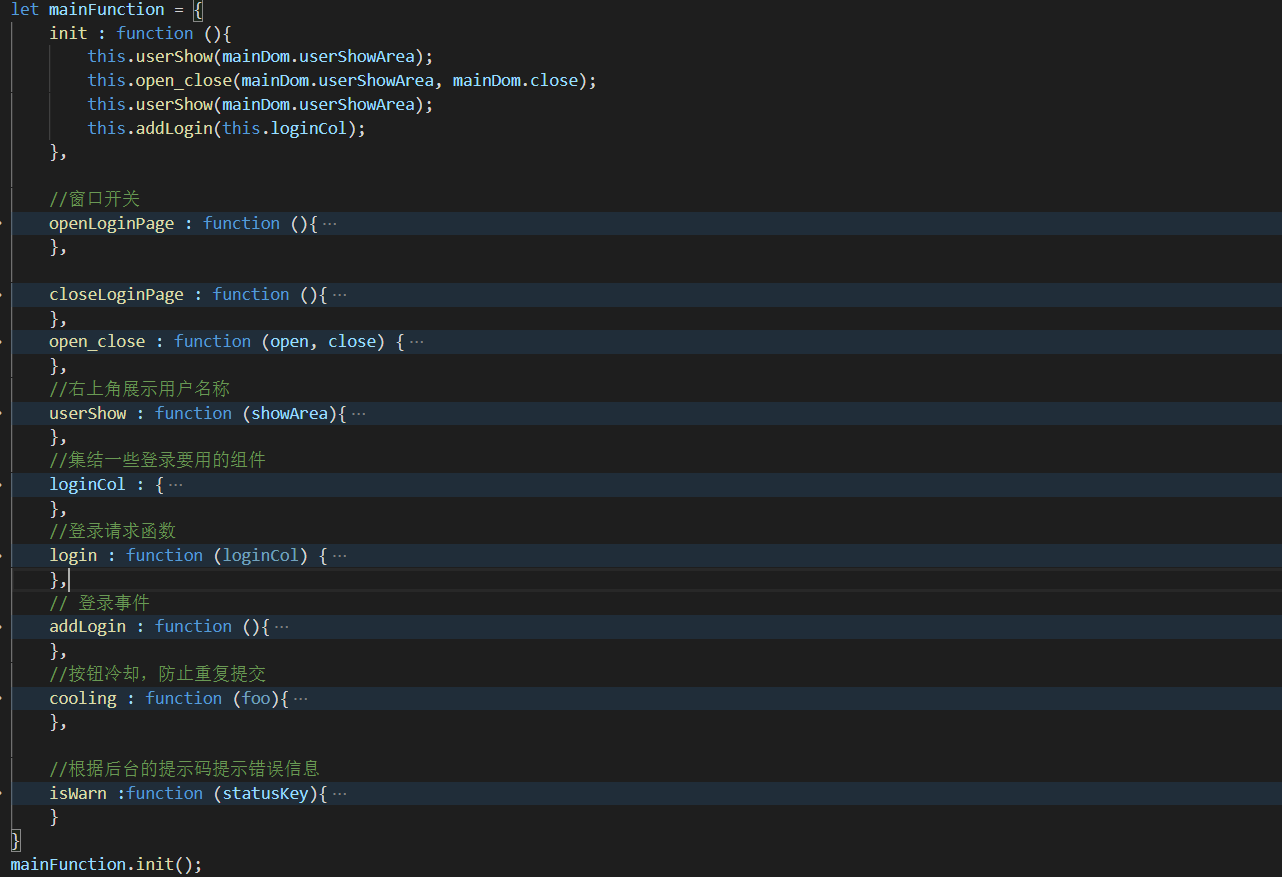 let mainFunction = {
init : function (){
this.userShow(mainDom.userShowArea);
this.open_close(mainDom.userShowArea, mainDom.close);
this.userShow(mainDom.userShowArea);
this.addLogin(this.loginCol);
},
//窗口开关
openLoginPage : function (){ ···
},
closeLoginPage : function (){ ···
},
open_close : function (open, close) { ···
},
//右上角展示用户名称
userShow : function (showArea){ ···
},
//集结一些登录要用的组件
loginCol : { ···
},
//登录请求函数
login : function (loginCol) { ···
},
// 登录事件
addLogin : function (){ ···
},
//按钮冷却，防止重复提交
cooling : function (foo){ ···
},
//根据后台的提示码提示错误信息
isWarn :function (statusKey){ ···
}
}
mainFunction.init();